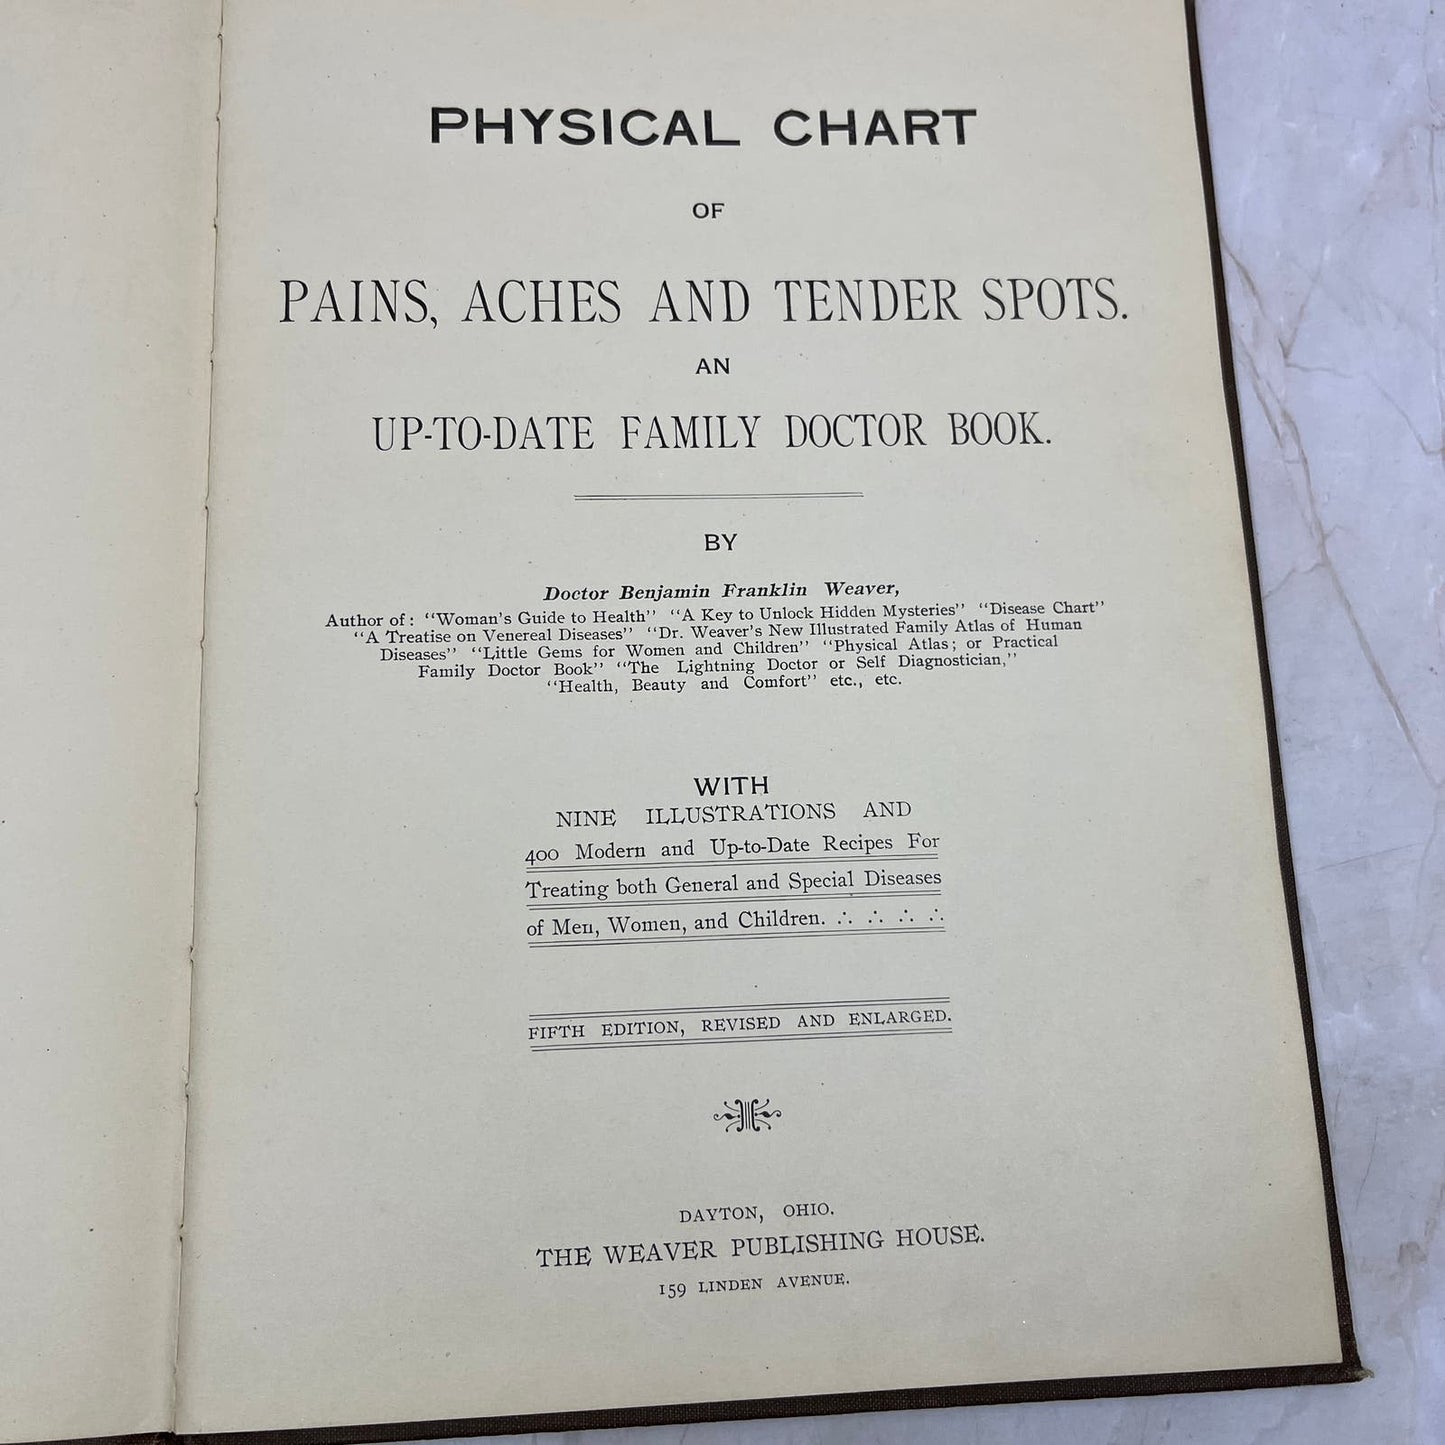 PHYSICAL CHART
OF
PAINS, ACHES AND TENDER SPOTS.
AN
UP-TO-DATE FAMILY DOCTOR BOOK.
BY
Doctor Benjamin Franklin Weaver,
Author of: "Woman's Guide to Health" "A Key to Unlock Hidden Mysteries" "Disease Chart"
"A Treatise on Venereal Diseases" "Dr. Weaver's New Illustrated Family Atlas of Human
Diseases" "Little Gems for Women and Children" "Physical Atlas; or Practical
Family Doctor Book" "The Lightning Doctor or Self Diagnostician,"
"Health, Beauty and Comfort" etc., etc.
WITH
NINE ILLUSTRATIONS AND
400 Modern and Up-to-Date Recipes For
Treating both General and Special Diseases
of Men, Women, and Children. ∴ ∴ ∴ ∴
FIFTH EDITION, REVISED AND ENLARGED.
DAYTON, OHIO.
THE WEAVER PUBLISHING HOUSE.
159 LINDEN AVENUE.